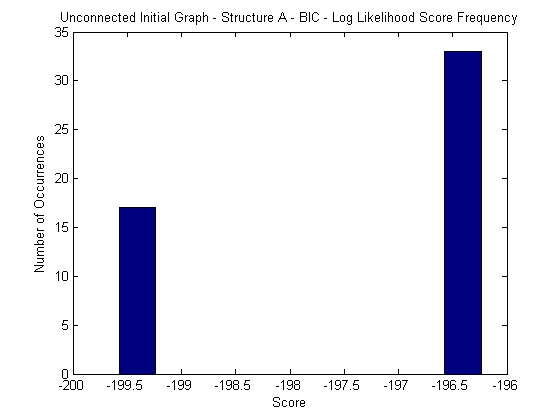 Unconnected Initial Graph - Structure A - BIC - Log Likelihood Score Frequency
35
30
25
20
15
10
5
0
Number of Occurrences
-200 -199.5 -199 -198.5 -198 -197.5 -197 -196.5 -196
Score